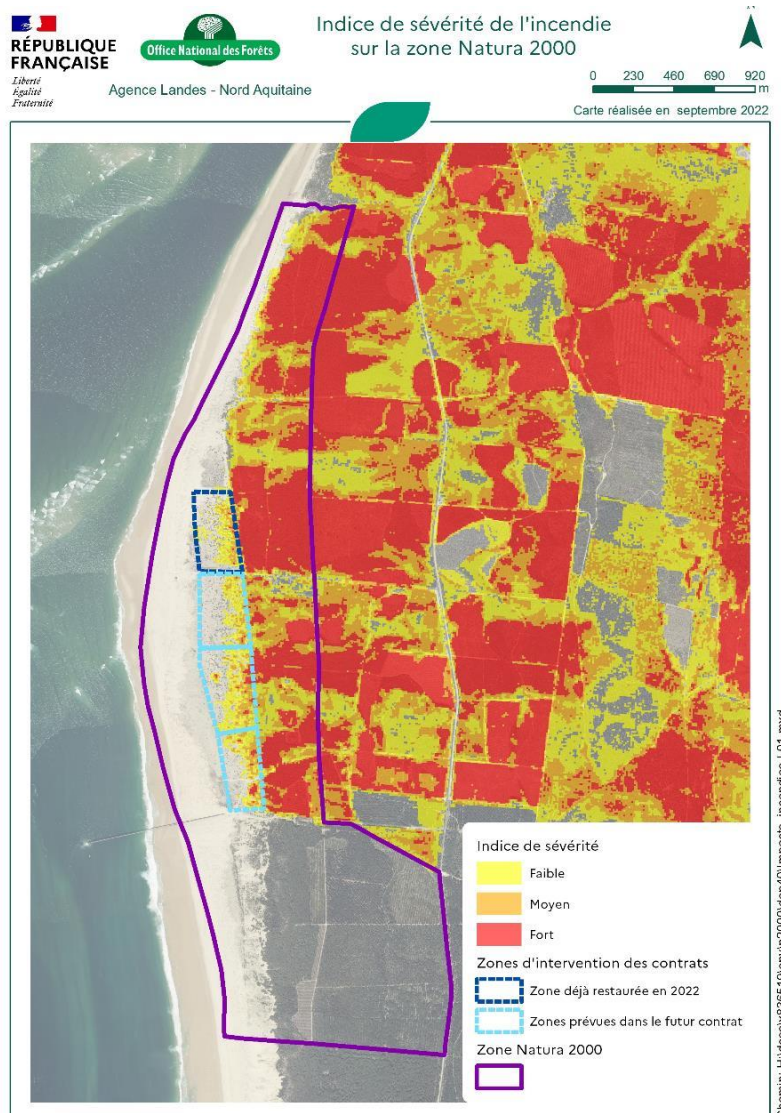 RÉPUBLIQUE
FRANÇAISE
Liberté
Égalité
Fraternité
Office National des Forêts
Agence Landes - Nord Aquitaine
Indice de sévérité de l'incendie
sur la zone Natura 2000
N
0 230 460 690 920
m
Carte réalisée en septembre 2022
Indice de sévérité
Faible
Moyen
Fort
Zones d'intervention des contrats
Zone déjà restaurée en 2022
Zones prévues dans le futur contrat
Zone Natura 2000